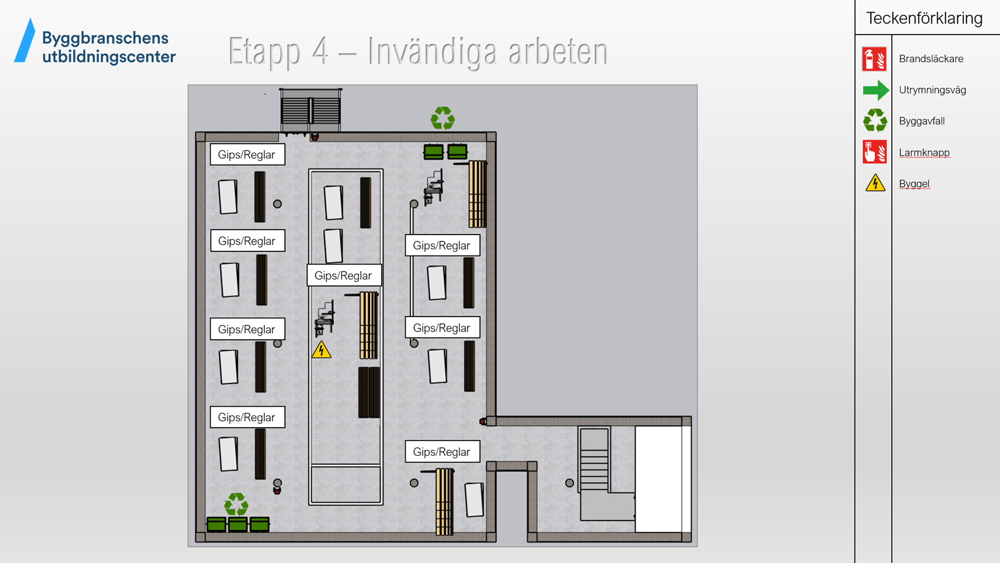 Byggbranschens
utbildningscenter
Etapp 4 – Invändiga arbeten
Teckenförklaring
Brandsläckare
Utrymningsväg
Byggavfall
Larmknapp
Byggel
Gips/Reglar
Gips/Reglar
Gips/Reglar
Gips/Reglar
Gips/Reglar
Gips/Reglar
Gips/Reglar
Gips/Reglar